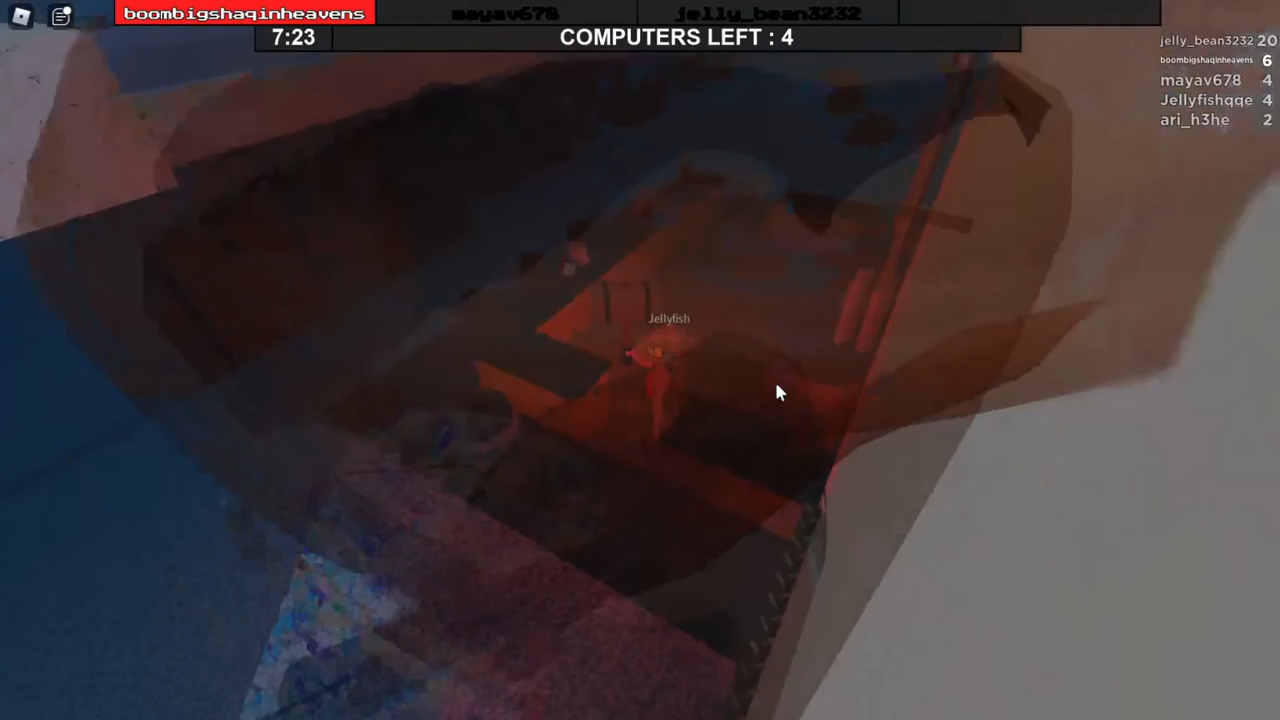 boombigshaqinheavens
mayav678
jelly_bean3232
7:23
COMPUTERS LEFT : 4
jelly_bean3232 20
boombigshaqinheavens 6
mayav678 4
Jellyfishqqe 4
ari_h3he 2
Jellyfish